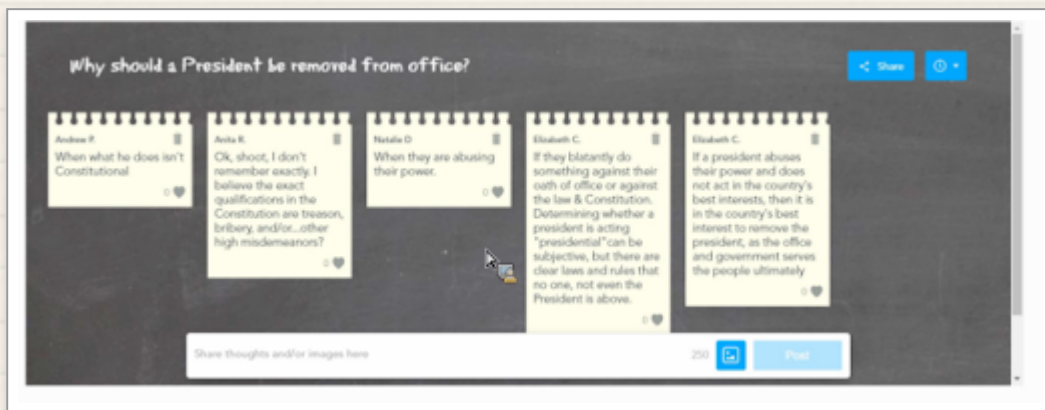 Why should a President be removed from office?
Share
Andrew P.
When what he does isn't
Constitutional
0
Anita R.
Ok, shoot, I don't
remember exactly. I
believe the exact
qualifications in the
Constitution are treason,
bribery, and/or...other
high misdemeanors?
0
Natalie D
When they are abusing
their power.
0
Elizabeth C.
If they blatantly do
something against their
oath of office or against
the law & Constitution.
Determining whether a
president is acting
"presidential"can be
subjective, but there are
clear laws and rules that
no one, not even the
President is above.
0
Elizabeth C.
If a president abuses
their power and does
not act in the country's
best interests, then it is
in the country's best
interest to remove the
president, as the office
and government serves
the people ultimately
0
Share thoughts and/or images here
250
Post